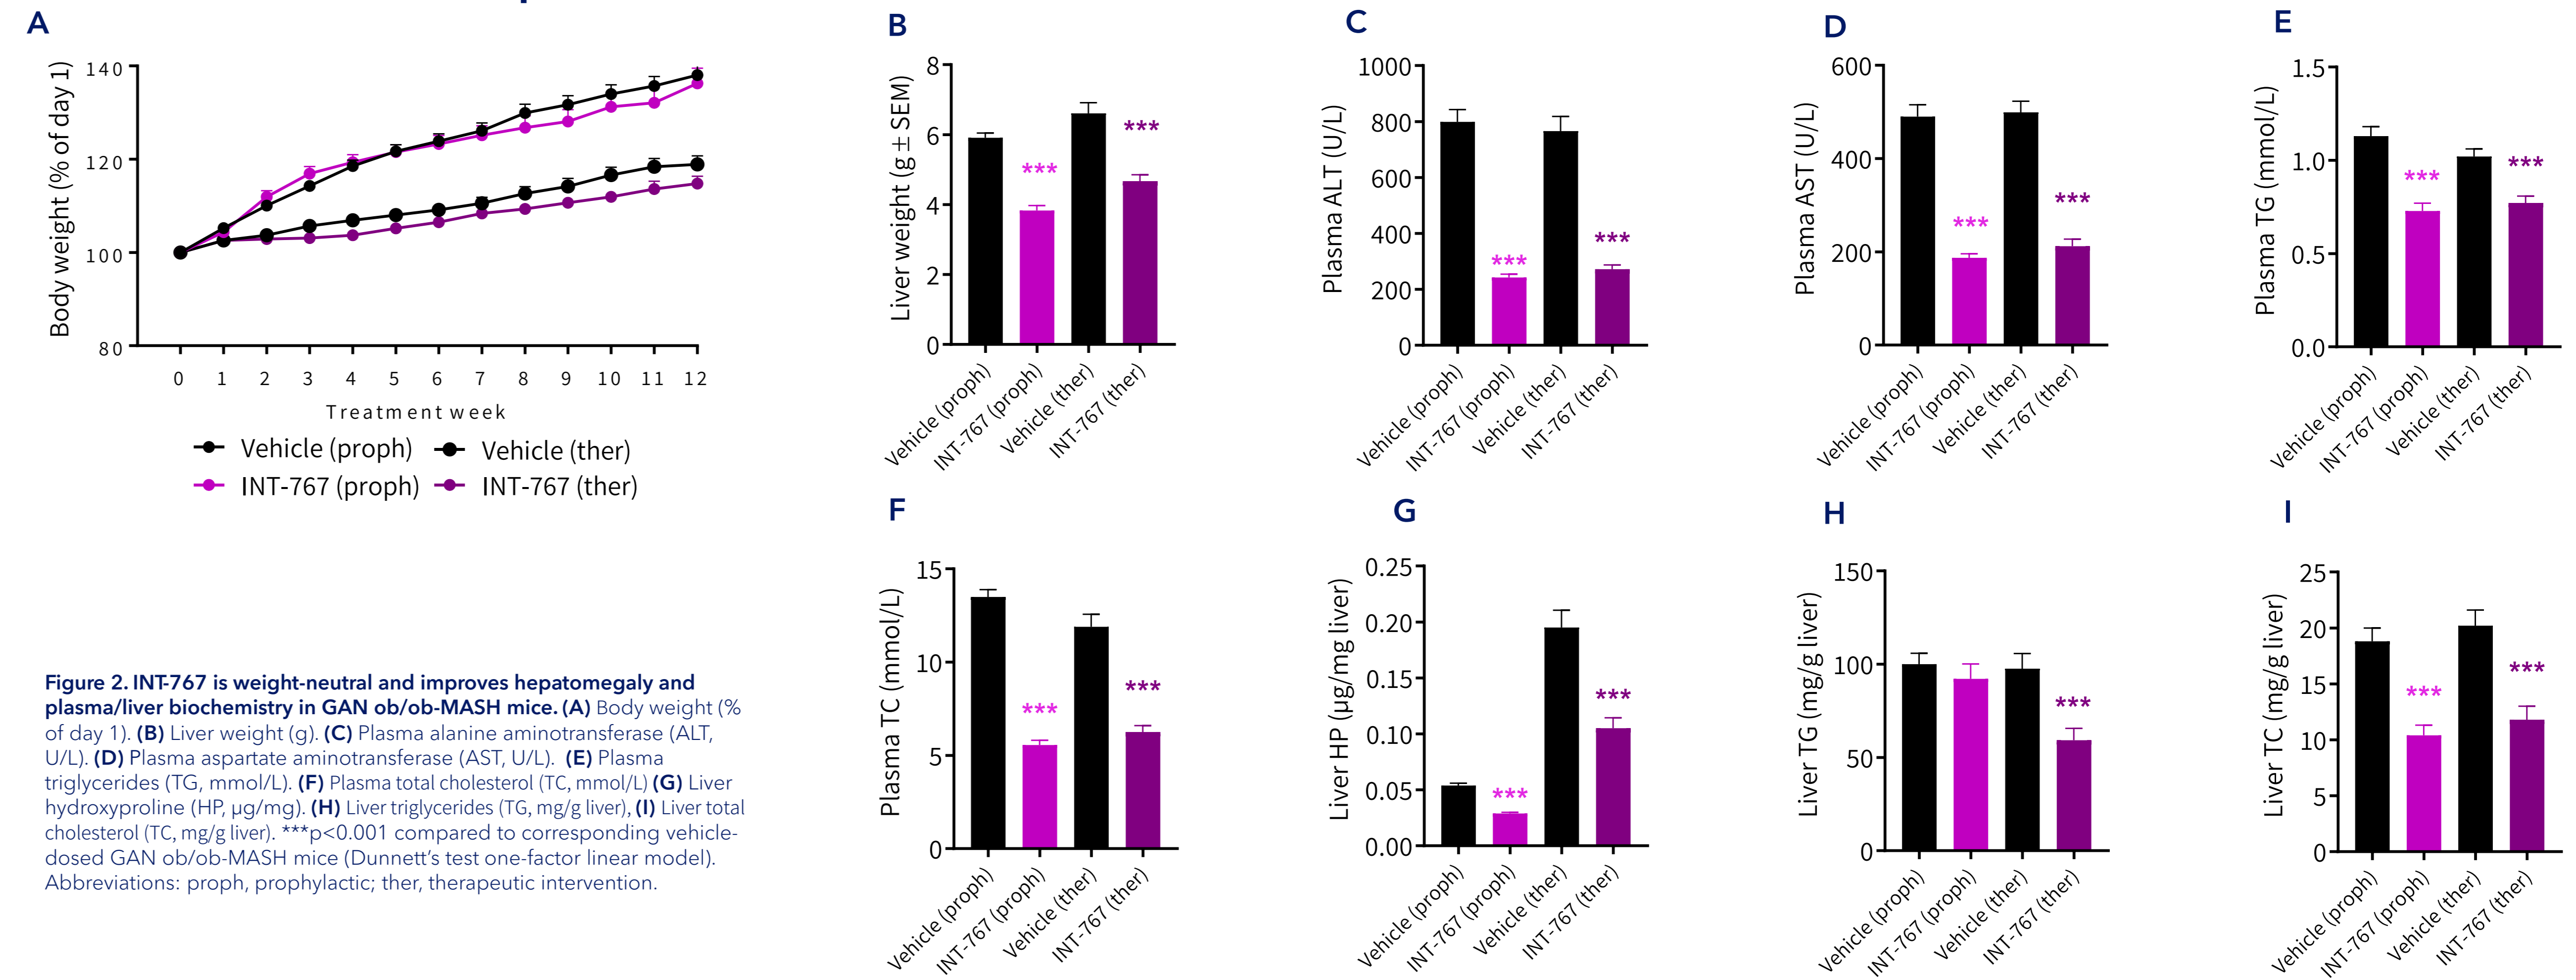 A
Body weight (% of day 1)
140
120
100
80
0 1 2 3 4 5 6 7 8 9 10 11 12
Treatment week
Vehicle (proph) Vehicle (ther)
INT-767 (proph) INT-767 (ther)
B
Liver weight (g ± SEM)
8
6
4
2
0
***
***
Vehicle (proph)
INT-767 (proph)
Vehicle (ther)
INT-767 (ther)
C
Plasma ALT (U/L)
1000
800
600
400
200
0
***
***
Vehicle (proph)
INT-767 (proph)
Vehicle (ther)
INT-767 (ther)
D
Plasma AST (U/L)
600
400
200
0
***
***
Vehicle (proph)
INT-767 (proph)
Vehicle (ther)
INT-767 (ther)
E
Plasma TG (mmol/L)
1.5
1.0
0.5
0.0
***
***
Vehicle (proph)
INT-767 (proph)
Vehicle (ther)
INT-767 (ther)
F
Plasma TC (mmol/L)
15
10
5
0
***
***
Vehicle (proph)
INT-767 (proph)
Vehicle (ther)
INT-767 (ther)
G
Liver HP (µg/mg liver)
0.25
0.20
0.15
0.10
0.05
0.00
***
***
Vehicle (proph)
INT-767 (proph)
Vehicle (ther)
INT-767 (ther)
H
Liver TG (mg/g liver)
150
100
50
0
***
Vehicle (proph)
INT-767 (proph)
Vehicle (ther)
INT-767 (ther)
I
Liver TC (mg/g liver)
25
20
15
10
5
0
***
***
Vehicle (proph)
INT-767 (proph)
Vehicle (ther)
INT-767 (ther)
Figure 2. INT-767 is weight-neutral and improves hepatomegaly and
plasma/liver biochemistry in GAN ob/ob-MASH mice. (A) Body weight (%
of day 1). (B) Liver weight (g). (C) Plasma alanine aminotransferase (ALT,
U/L). (D) Plasma aspartate aminotransferase (AST, U/L). (E) Plasma
triglycerides (TG, mmol/L). (F) Plasma total cholesterol (TC, mmol/L) (G) Liver
hydroxyproline (HP, µg/mg). (H) Liver triglycerides (TG, mg/g liver), (I) Liver total
cholesterol (TC, mg/g liver). ***p<0.001 compared to corresponding vehicle-
dosed GAN ob/ob-MASH mice (Dunnett's test one-factor linear model).
Abbreviations: proph, prophylactic; ther, therapeutic intervention.